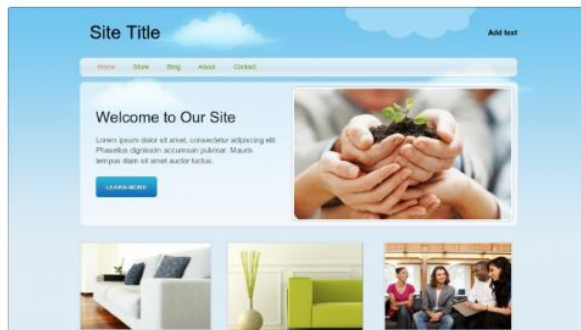 Site Title
Add text
Home Store Blog About Contact
Welcome to Our Site
Lorem ipsum dolor sit amet, consectetur adipiscing elit.
Phasellus dignissim accumsan pulvinar. Mauris
tempus diam sit amet auctor luctus.
LEARN MORE